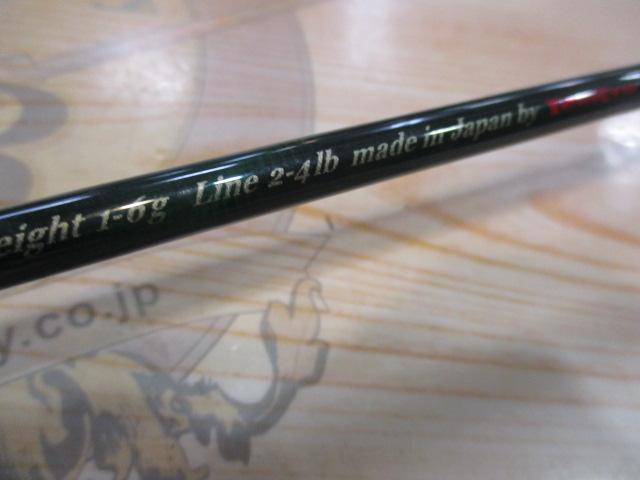 eight 1-6g Line 2-4lb made in Japan by
y.co.jp